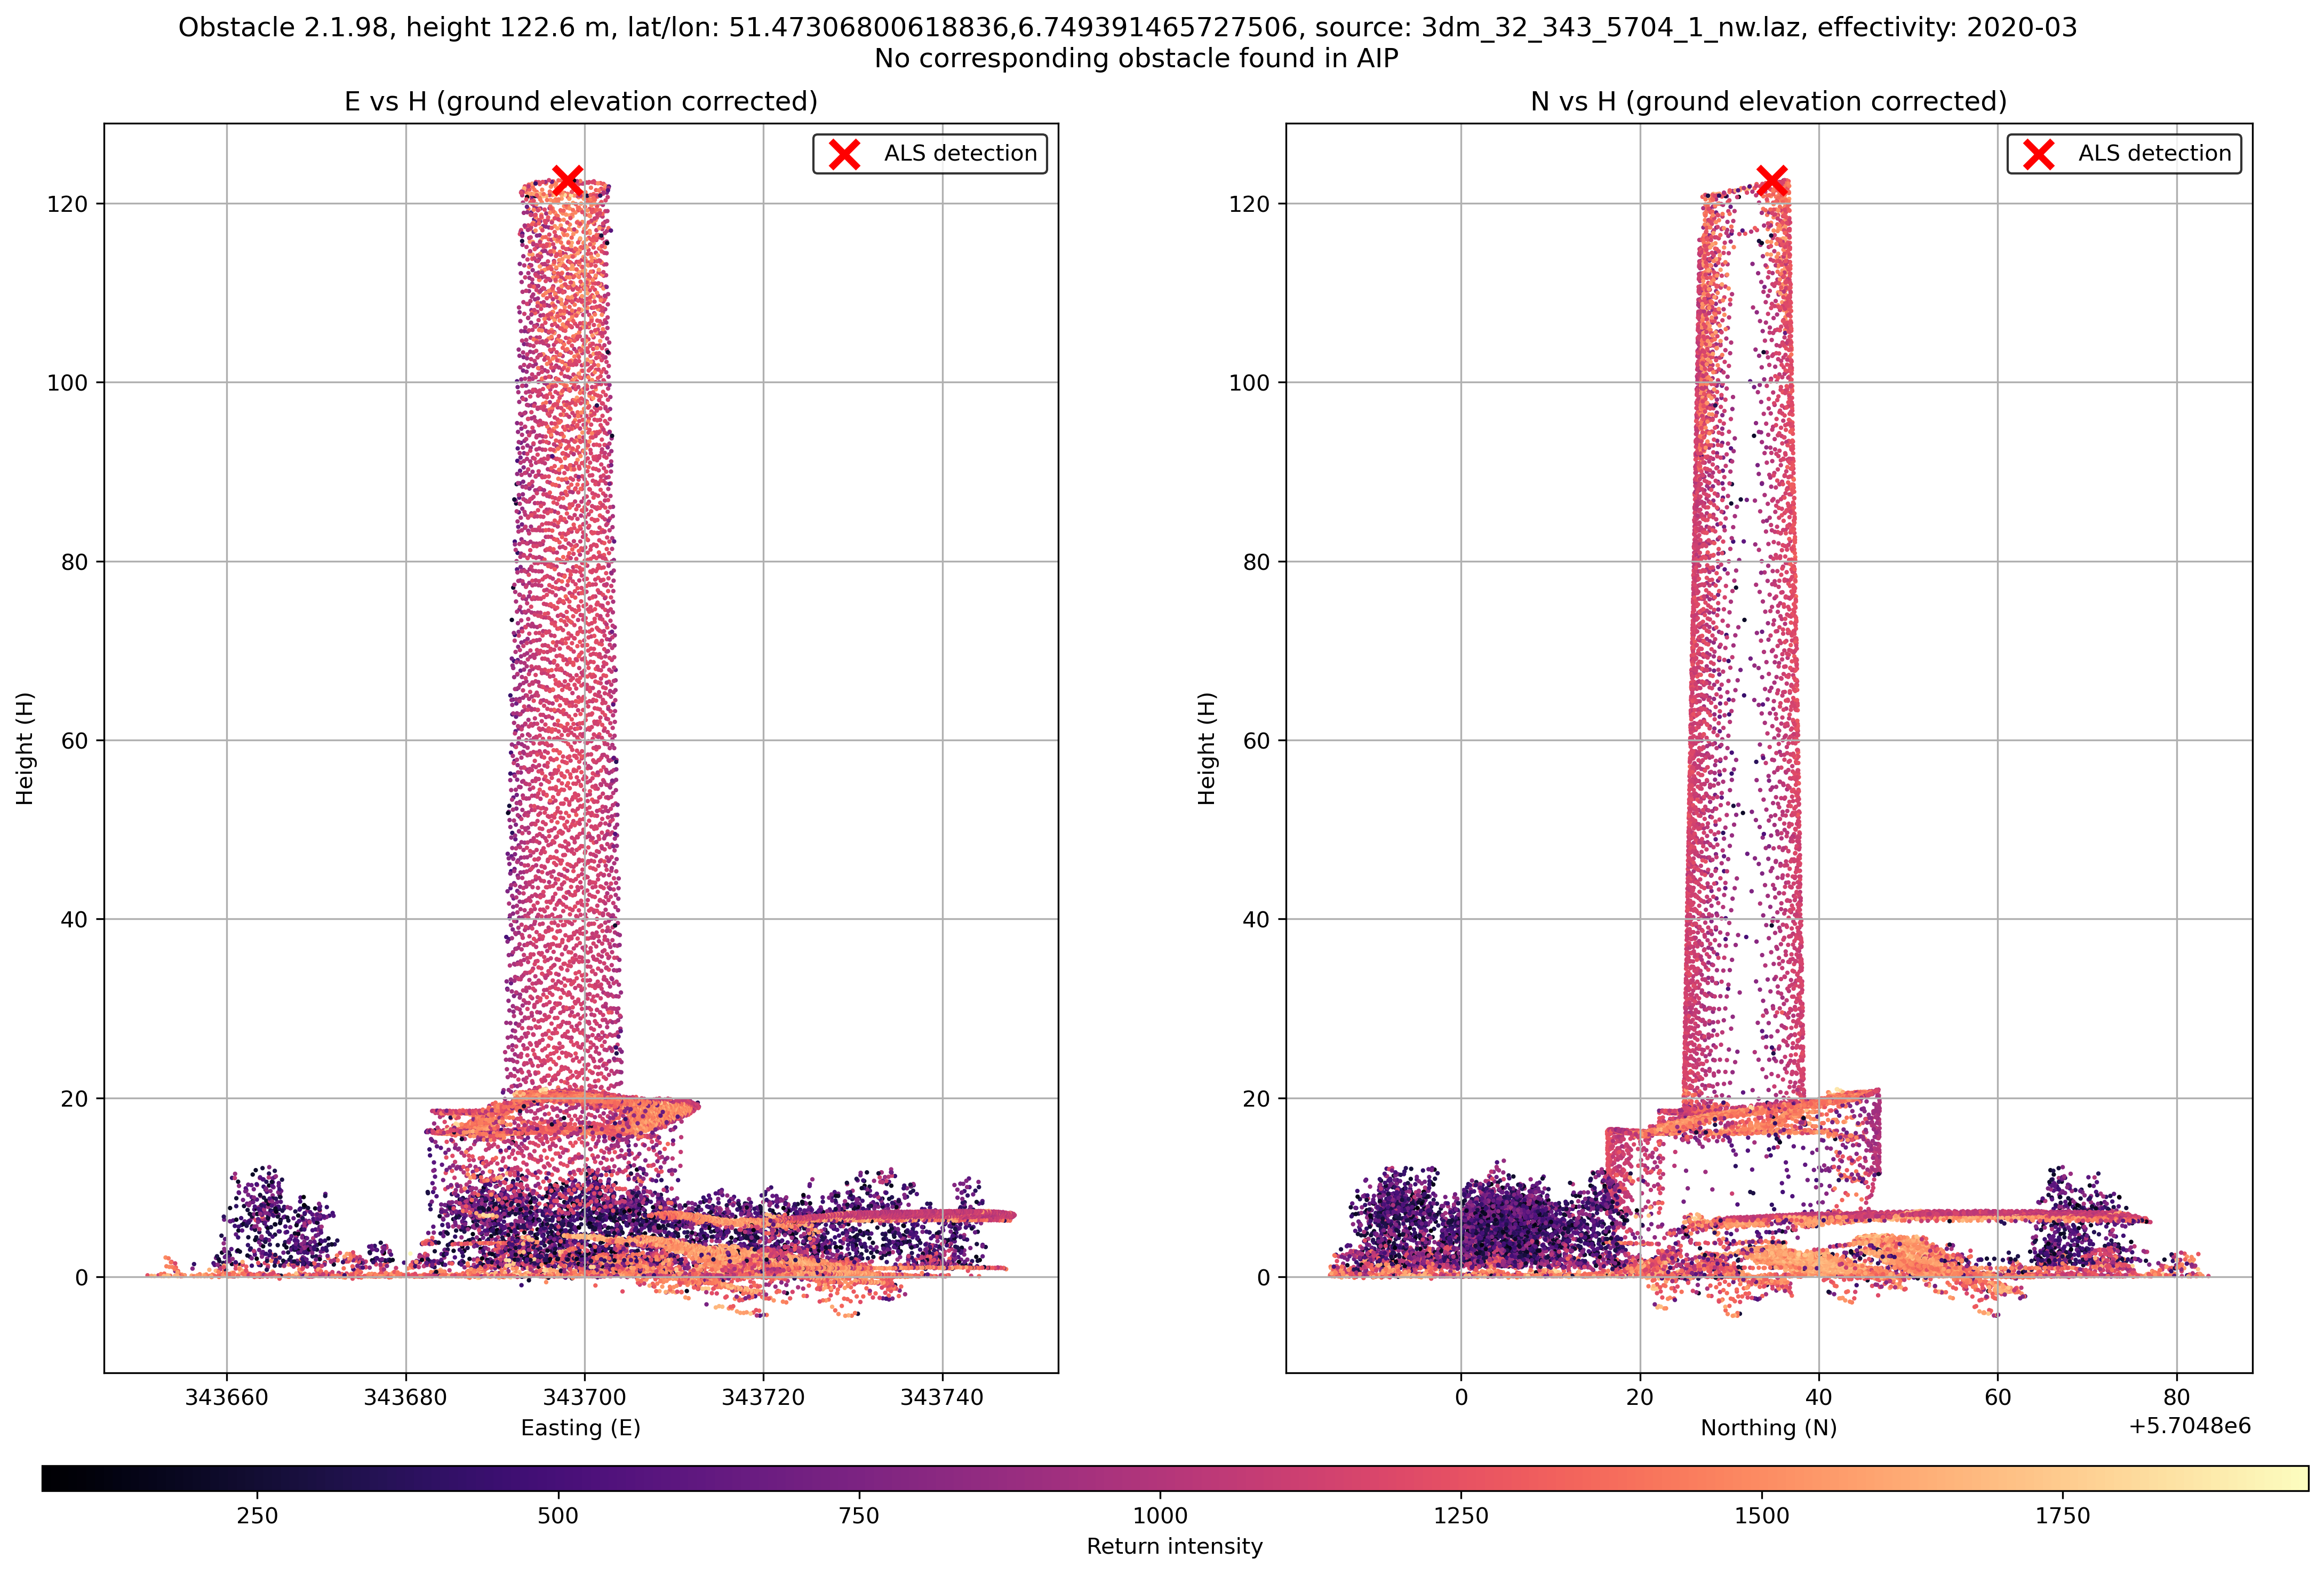 Obstacle 2.1.98, height 122.6 m, lat/lon: 51.47306800618836,6.749391465727506, source: 3dm_32_343_5704_1_nw.laz, effectivity: 2020-03
No corresponding obstacle found in AIP
E vs H (ground elevation corrected)
ALS detection
120
100
80
60
40
20
0
Height (H)
343660 343680 343700 343720 343740
Easting (E)
N vs H (ground elevation corrected)
ALS detection
120
100
80
60
40
20
0
Height (H)
0 20 40 60 80
Northing (N)
+5.7048e6
250 500 750 1000 1250 1500 1750
Return intensity